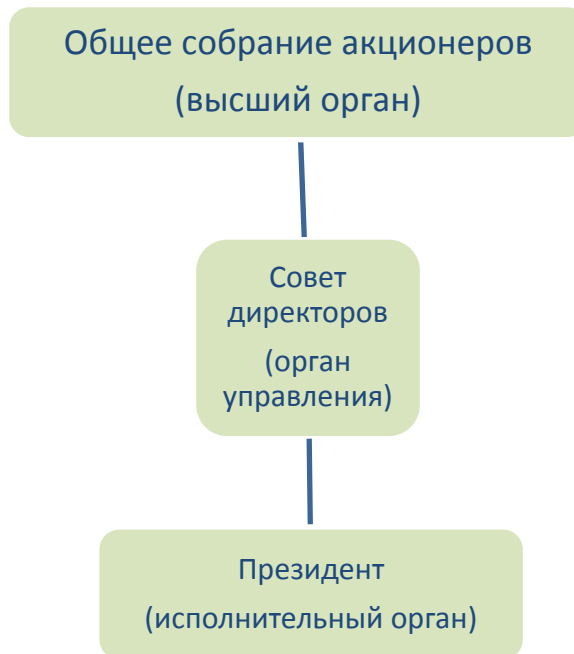 Общее собрание акционеров
(высший орган)
Совет
директоров
(орган
управления)
Президент
(исполнительный орган)